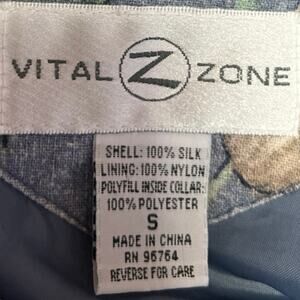 VITAL Z ZONE
SHELL: 100% SILK
LINING: 100% NYLON
POLYFILL INSIDE COLLAR:
100% POLYESTER
S
MADE IN CHINA
RN 96764
REVERSE FOR CARE